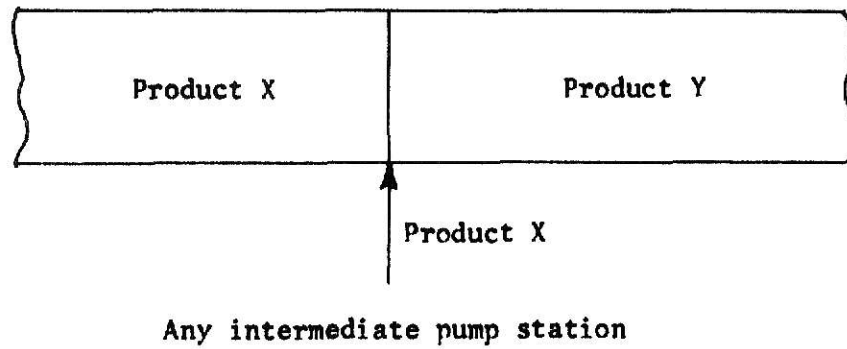 Product X
Product Y
Product X
Any intermediate pump station